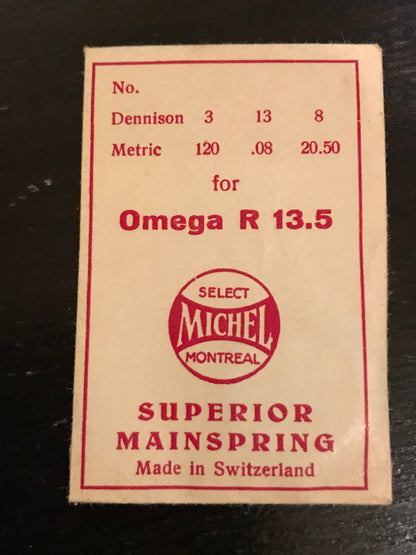 No.
Dennison 3 13 8
Metric 120 .08 20.50
for
Omega R 13.5
SELECT
MICHEL
MONTREAL
SUPERIOR
MAINSPRING
Made in Switzerland